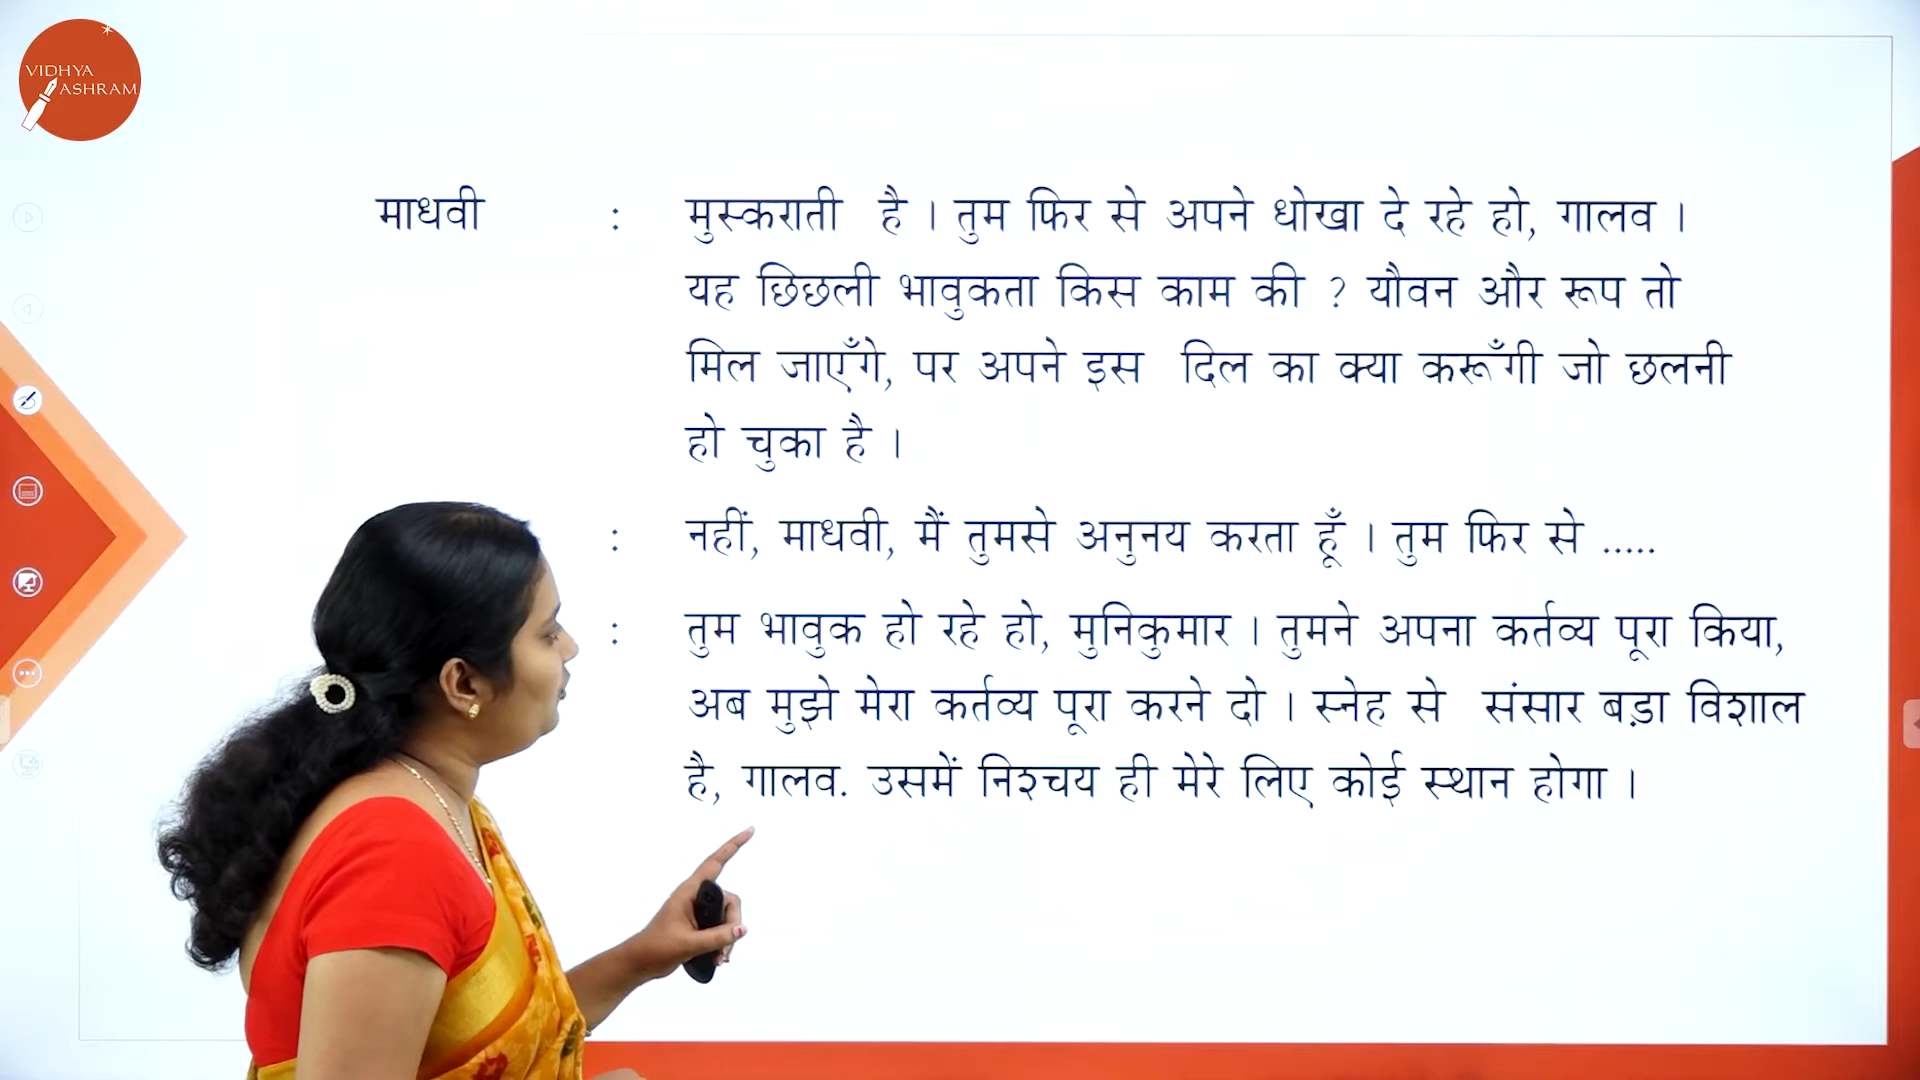 VIDHYA
ASHRAM
माधवी : मुस्कराती है । तुम फिर से अपने धोखा दे रहे हो, गालव ।
यह छिछली भावुकता किस काम की ? यौवन और रूप तो
मिल जाएँगे, पर अपने इस दिल का क्या करूँगी जो छलनी
हो चुका है ।
: नहीं, माधवी, मैं तुमसे अनुनय करता हूँ । तुम फिर से .....
: तुम भावुक हो रहे हो, मुनिकुमार । तुमने अपना कर्तव्य पूरा किया,
अब मुझे मेरा कर्तव्य पूरा करने दो । स्नेह से संसार बड़ा विशाल
है, गालव. उसमें निश्चय ही मेरे लिए कोई स्थान होगा ।